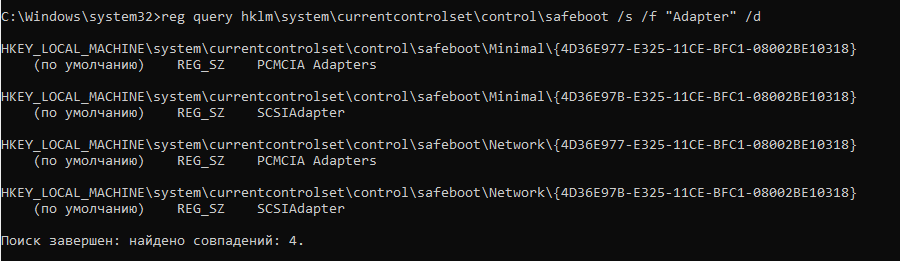 C:\Windows\system32>reg query hklm\system\currentcontrolset\control\safeboot /s /f "Adapter" /d
HKEY_LOCAL_MACHINE\system\currentcontrolset\control\safeboot\Minimal\{4D36E977-E325-11CE-BFC1-08002BE10318}
(по умолчанию)    REG_SZ    PCMCIA Adapters
HKEY_LOCAL_MACHINE\system\currentcontrolset\control\safeboot\Minimal\{4D36E97B-E325-11CE-BFC1-08002BE10318}
(по умолчанию)    REG_SZ    SCSIAdapter
HKEY_LOCAL_MACHINE\system\currentcontrolset\control\safeboot\Network\{4D36E977-E325-11CE-BFC1-08002BE10318}
(по умолчанию)    REG_SZ    PCMCIA Adapters
HKEY_LOCAL_MACHINE\system\currentcontrolset\control\safeboot\Network\{4D36E97B-E325-11CE-BFC1-08002BE10318}
(по умолчанию)    REG_SZ    SCSIAdapter
Поиск завершен: найдено совпадений: 4.